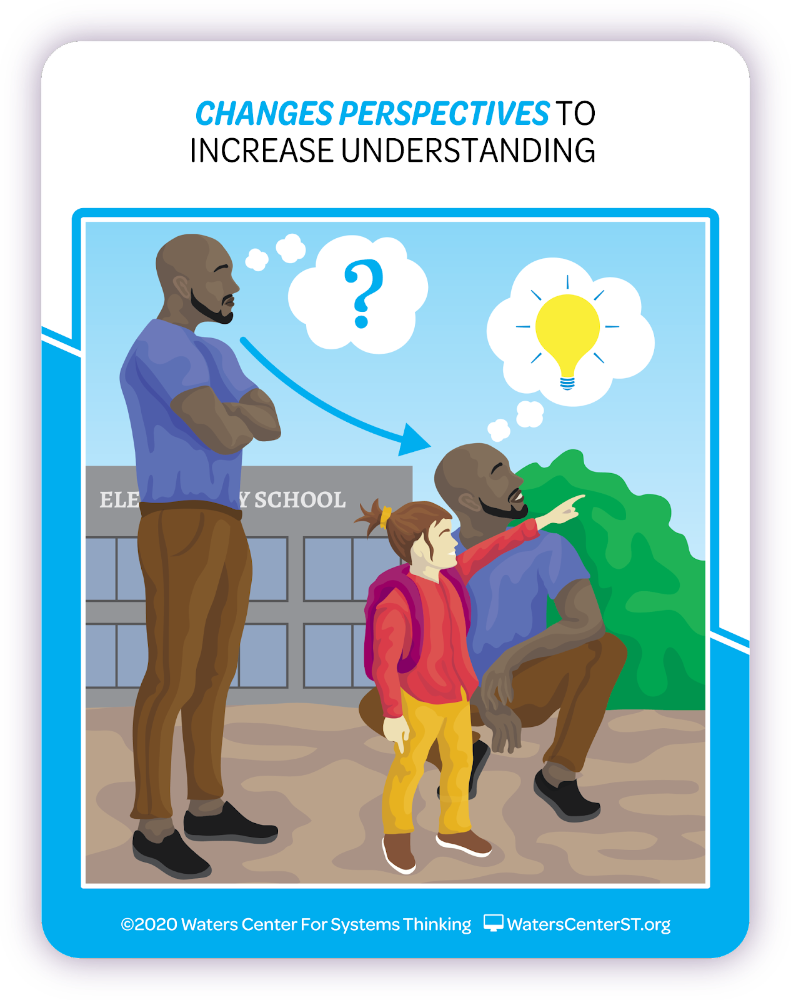 CHANGES PERSPECTIVES TO
INCREASE UNDERSTANDING
?
ELE Y SCHOOL
©2020 Waters Center For Systems Thinking WatersCenterST.org